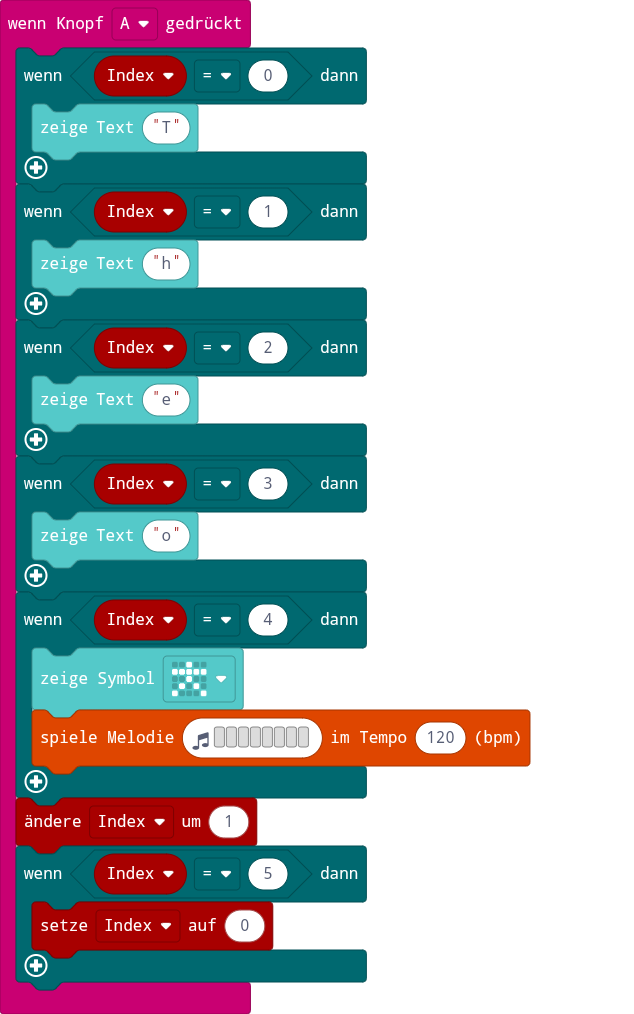 wenn Knopf A gedrückt
wenn Index = 0 dann
zeige Text "T"
wenn Index = 1 dann
zeige Text "h"
wenn Index = 2 dann
zeige Text "e"
wenn Index = 3 dann
zeige Text "o"
wenn Index = 4 dann
zeige Symbol
spiele Melodie im Tempo 120 (bpm)
ändere Index um 1
wenn Index = 5 dann
setze Index auf 0